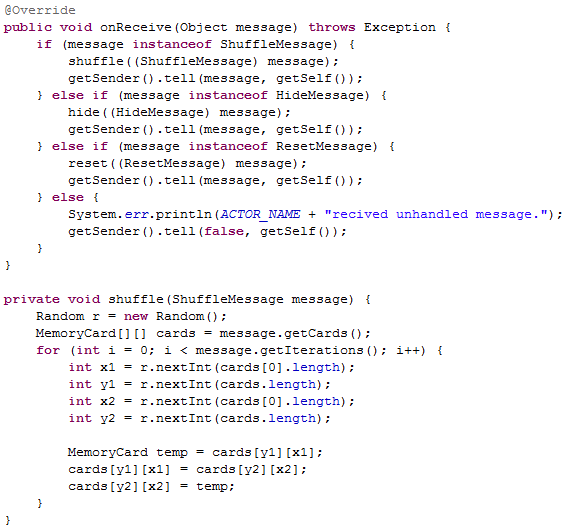 @Override
public void onReceive(Object message) throws Exception {
    if (message instanceof ShuffleMessage) {
        shuffle((ShuffleMessage) message);
        getSender().tell(message, getSelf());
    } else if (message instanceof HideMessage) {
        hide((HideMessage) message);
        getSender().tell(message, getSelf());
    } else if (message instanceof ResetMessage) {
        reset((ResetMessage) message);
        getSender().tell(message, getSelf());
    } else {
        System.err.println(ACTOR_NAME + "recived unhandled message.");
        getSender().tell(false, getSelf());
    }
}

private void shuffle(ShuffleMessage message) {
    Random r = new Random();
    MemoryCard[][] cards = message.getCards();
    for (int i = 0; i < message.getIterations(); i++) {
        int x1 = r.nextInt(cards[0].length);
        int y1 = r.nextInt(cards.length);
        int x2 = r.nextInt(cards[0].length);
        int y2 = r.nextInt(cards.length);

        MemoryCard temp = cards[y1][x1];
        cards[y1][x1] = cards[y2][x2];
        cards[y2][x2] = temp;
    }
}